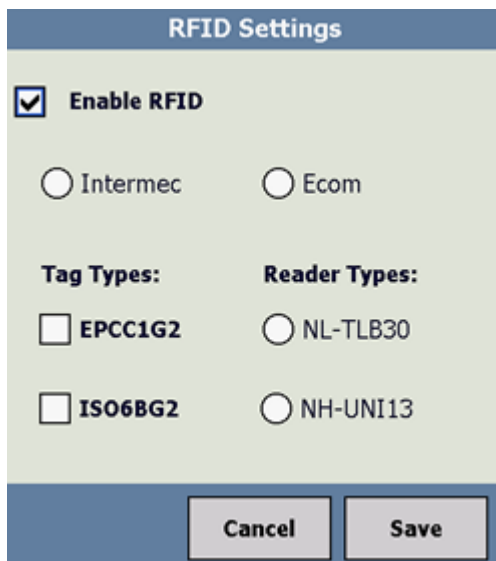 RFID Settings
Enable RFID
Intermec Ecom
Tag Types: Reader Types:
EPCC1G2 NL-TLB30
ISO6BG2 NH-UNI13
Cancel Save